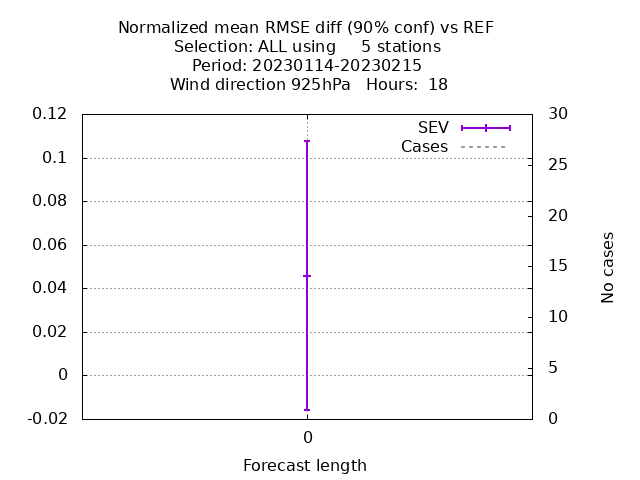 Normalized mean RMSE diff (90% conf) vs REF
Selection: ALL using     5 stations
Period: 20230114-20230215
Wind direction 925hPa   Hours:  18
SEV
Cases
0.12
0.1
0.08
0.06
0.04
0.02
0
-0.02
30
25
20
15
10
5
0
No cases
0
Forecast length